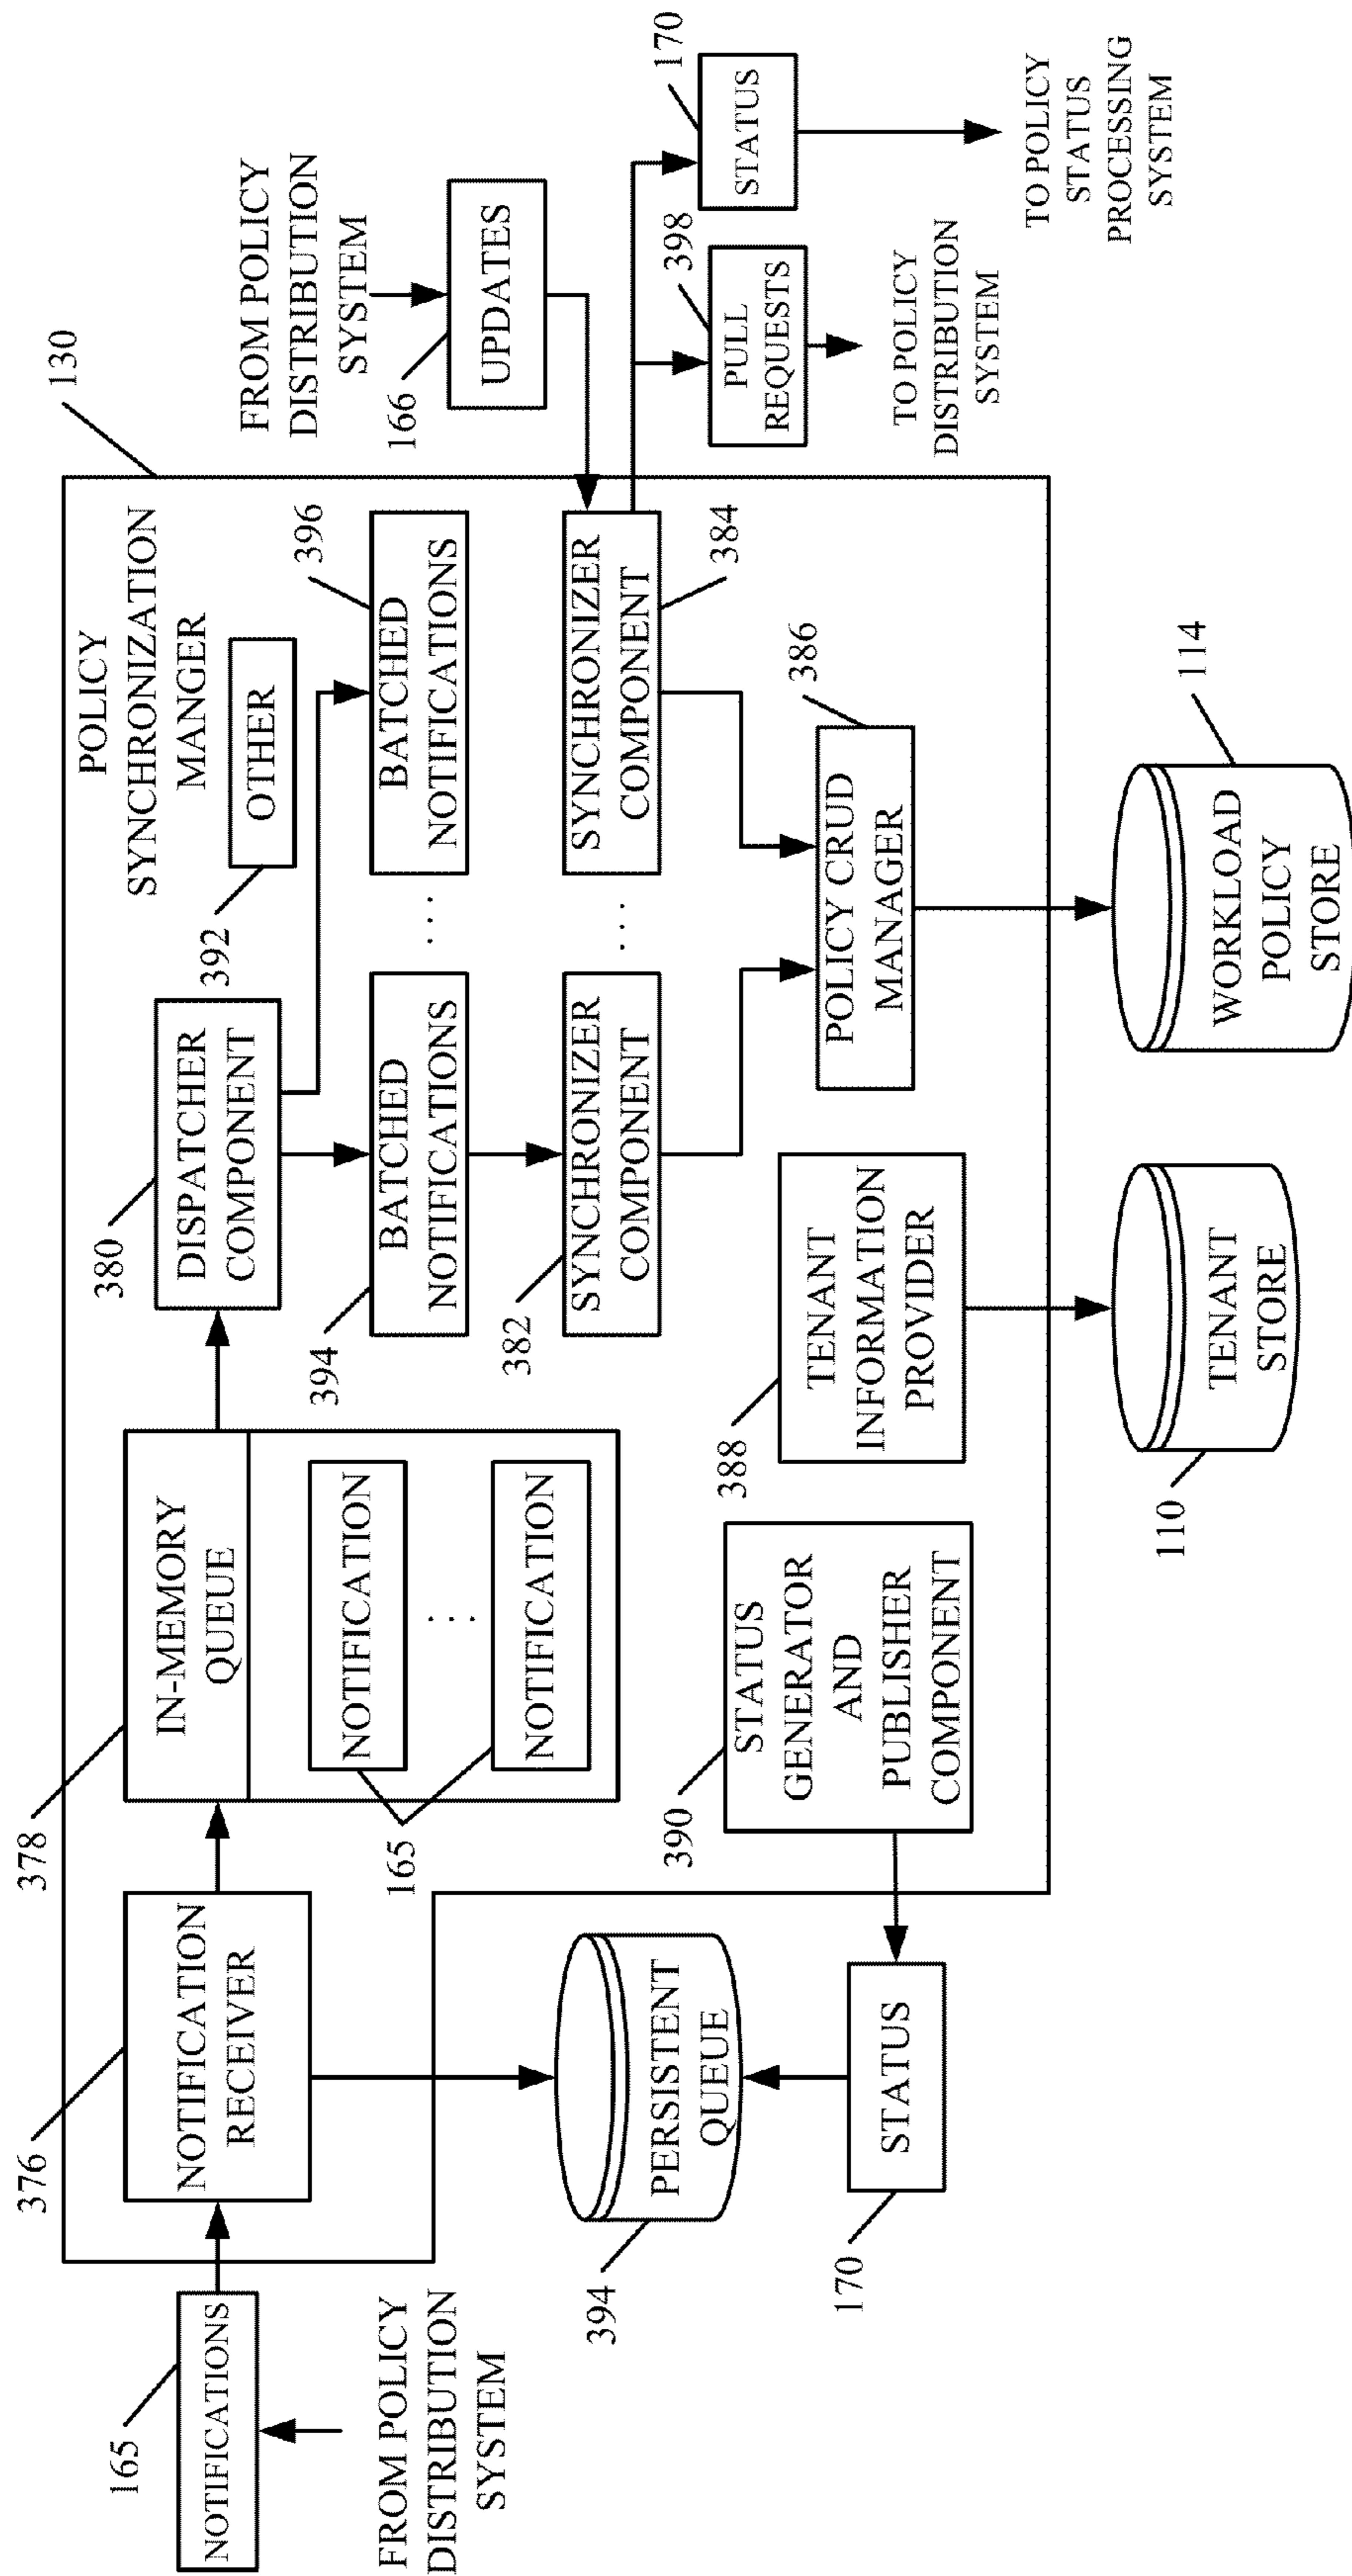 130
POLICY
SYNCHRONIZATION
MANGER
376
NOTIFICATION
RECEIVER
378
IN-MEMORY
QUEUE
NOTIFICATION
...
NOTIFICATION
165
380
DISPATCHER
COMPONENT
OTHER
392
BATCHED
NOTIFICATIONS
394
...
BATCHED
NOTIFICATIONS
396
SYNCHRONIZER
COMPONENT
382
...
SYNCHRONIZER
COMPONENT
384
STATUS
GENERATOR
AND
PUBLISHER
COMPONENT
390
TENANT
INFORMATION
PROVIDER
388
POLICY CRUD
MANAGER
386
165
NOTIFICATIONS
FROM POLICY
DISTRIBUTION
SYSTEM
PERSISTENT
QUEUE
394
STATUS
170
TENANT
STORE
110
WORKLOAD
POLICY
STORE
114
FROM POLICY
DISTRIBUTION
SYSTEM
166
UPDATES
PULL
REQUESTS
398
TO POLICY
DISTRIBUTION
SYSTEM
STATUS
170
TO POLICY
STATUS
PROCESSING
SYSTEM